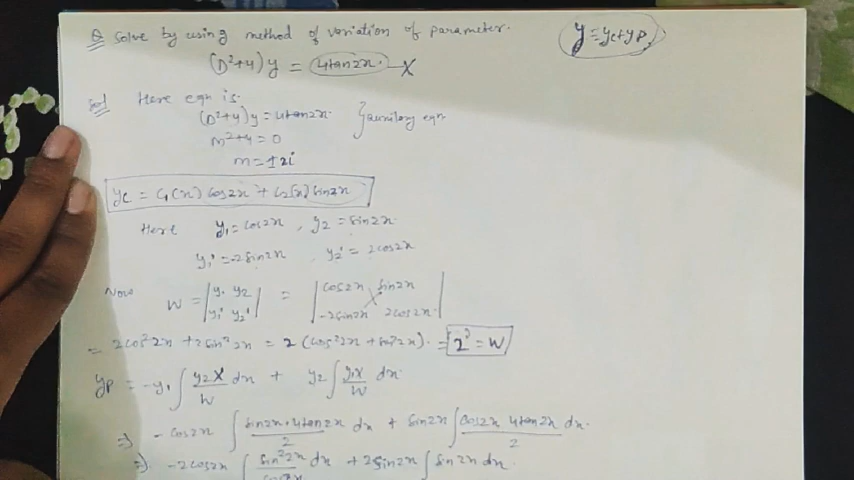 Q Solve by using method of variation of parameter.
y = yc+yp
(D²+4)y = 4tan2x. — X
Sol Here eqn is.
(D²+4)y = 4tan2x. } auxilary eqn
m²+4 = 0
m = ±2i
yc = C₁(x) cos2x + C₂(x) sin2x
Here y₁ = cos2x , y₂ = sin2x.
y₁' = -2sin2x , y₂' = 2cos2x
Now W = |y₁ y₂ y₁' y₂'| = |cos2x sin2x -2sin2x 2cos2x|
= 2cos²2x + 2sin²2x = 2 (cos²2x + sin²2x). = 2 = W
yp = -y₁ ∫ y₂X/W dx + y₂ ∫ y₁X/W dx.
⇒ - cos2x ∫ sin2x·4tan2x/2 dx + sin2x ∫ cos2x 4tan2x/2 dx.
⇒ -2cos2x ∫ sin²2x/cos2x dx + 2sin2x ∫ sin2x dx.